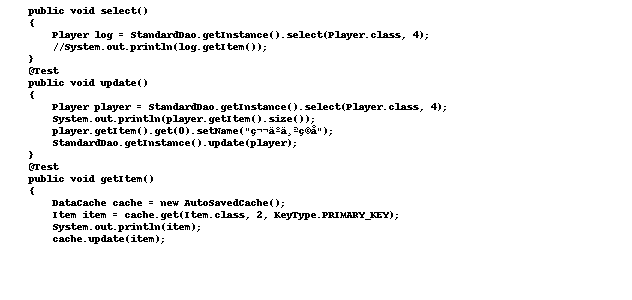 public void select()
{
Player log = StandardDao.getInstance().select(Player.class, 4);
//System.out.println(log.getItem());
}
@Test
public void update()
{
Player player = StandardDao.getInstance().select(Player.class, 4);
System.out.println(player.getItem().size());
player.getItem().get(0).setName("ç¬¬äºä¸ªç©å");
StandardDao.getInstance().update(player);
}
@Test
public void getItem()
{
DataCache cache = new AutoSavedCache();
Item item = cache.get(Item.class, 2, KeyType.PRIMARY_KEY);
System.out.println(item);
cache.update(item);